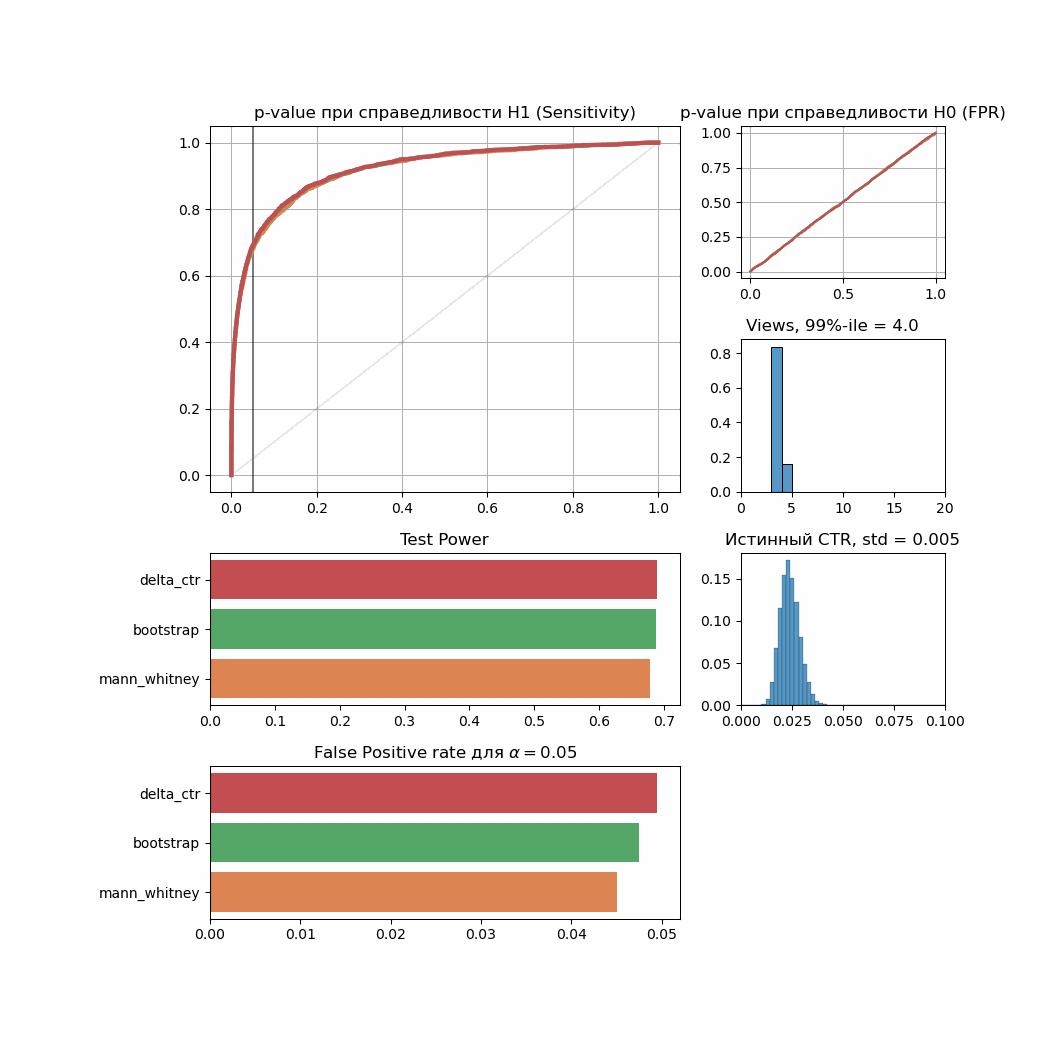 p-value при справедливости H1 (Sensitivity)
1.0
0.8
0.6
0.4
0.2
0.0
0.0 0.2 0.4 0.6 0.8 1.0
p-value при справедливости H0 (FPR)
1.00
0.75
0.50
0.25
0.00
0.0 0.5 1.0
Views, 99%-ile = 4.0
0.8
0.6
0.4
0.2
0.0
0 5 10 15 20
Test Power
delta_ctr
bootstrap
mann_whitney
0.0 0.1 0.2 0.3 0.4 0.5 0.6 0.7
Истинный CTR, std = 0.005
0.15
0.10
0.05
0.00
0.000 0.025 0.050 0.075 0.100
False Positive rate для α = 0.05
delta_ctr
bootstrap
mann_whitney
0.00 0.01 0.02 0.03 0.04 0.05